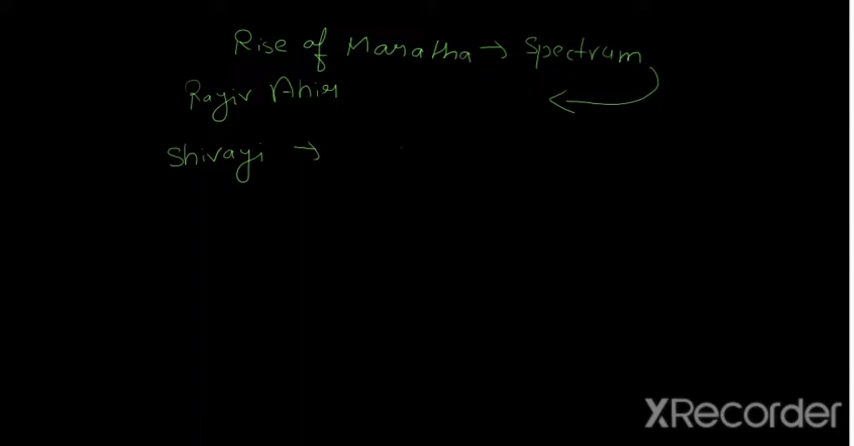 Rise of Maratha → Spectrum
Rajiv Ahir
Shivaji →
XRecorder